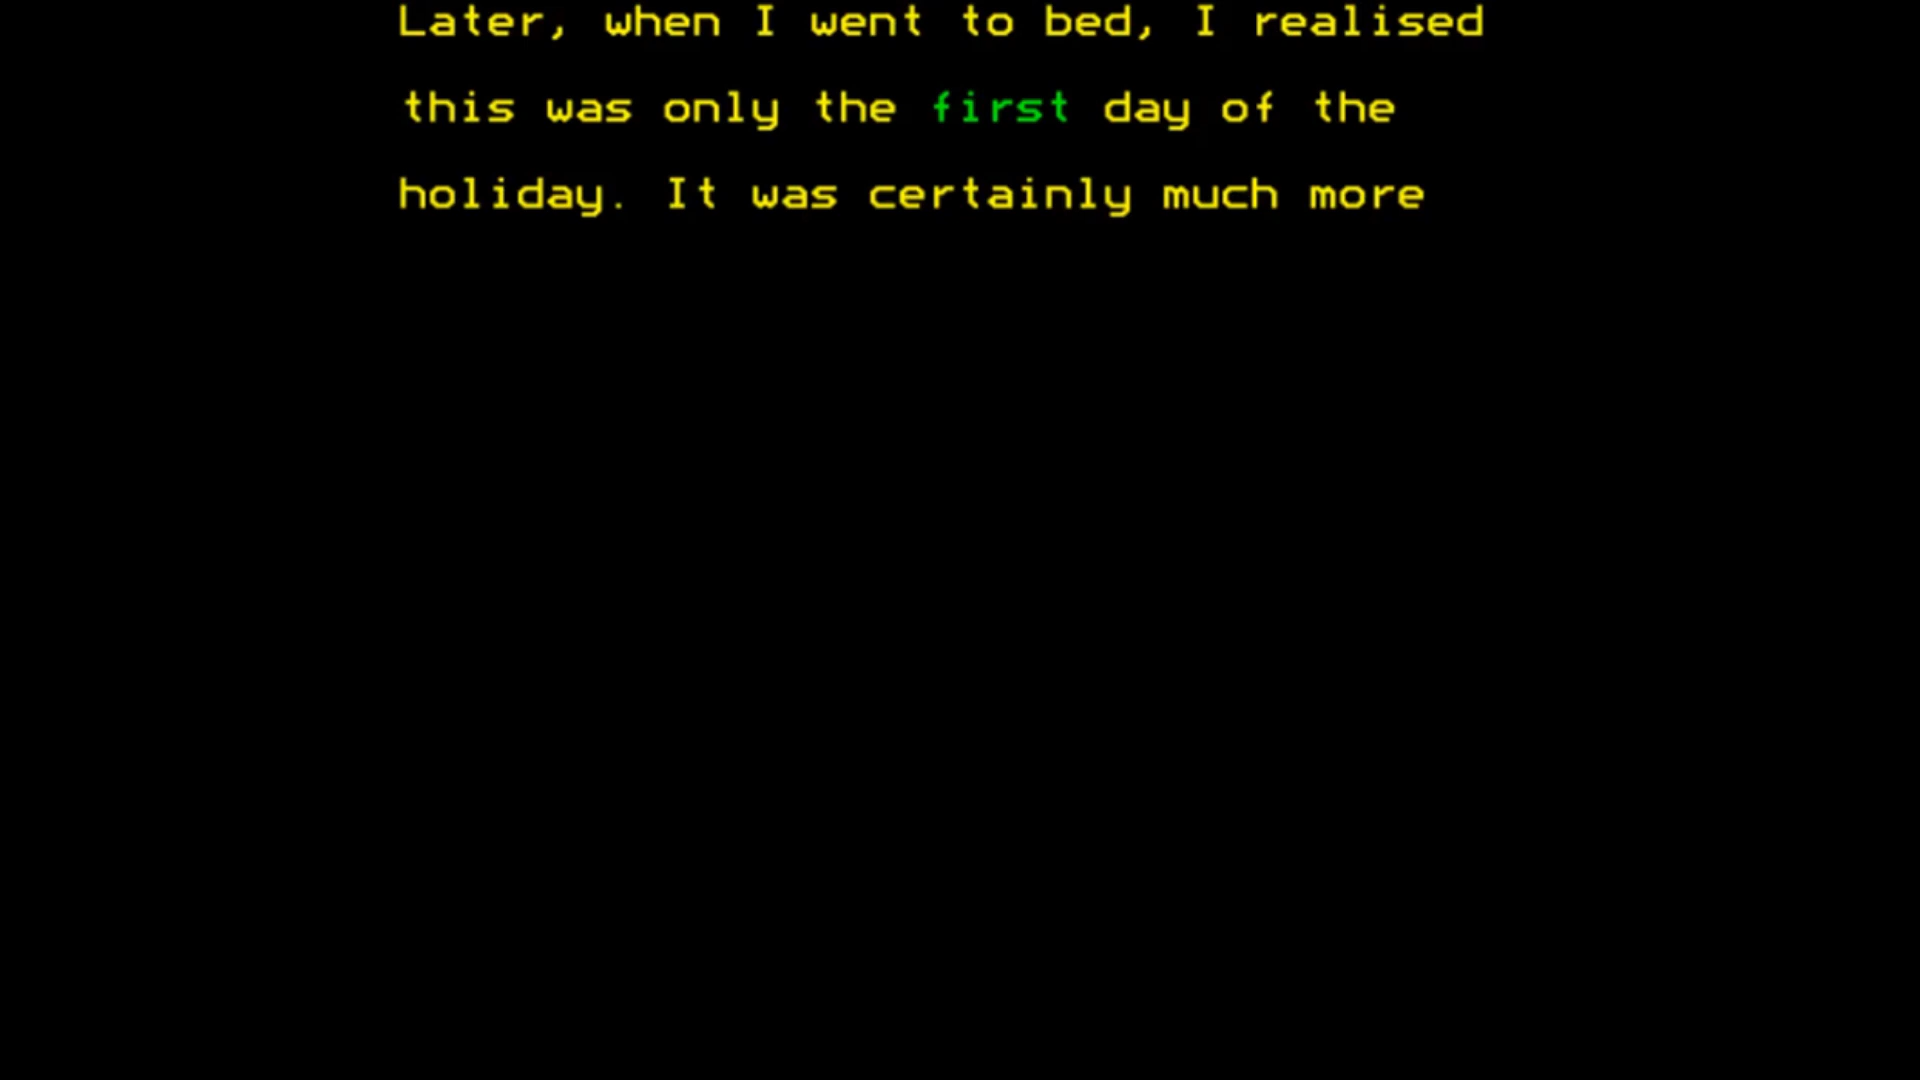 Later, when I went to bed, I realised
this was only the first day of the
holiday. It was certainly much more